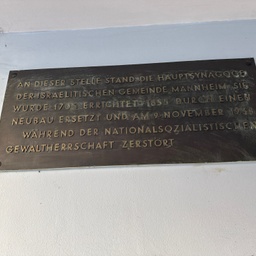 AN DIESER STELLE STAND DIE HAUPTSYNAGOGE
DER ISRAELITISCHEN GEMEINDE MANNHEIM. SIE
WURDE ERRICHTET, 1855 DURCH EINEN
NEUBAU ERSETZT UND AM 9. NOVEMBER 1938
WÄHREND DER NATIONALSOZIALISTISCHEN
GEWALTHERRSCHAFT ZERSTÖRT